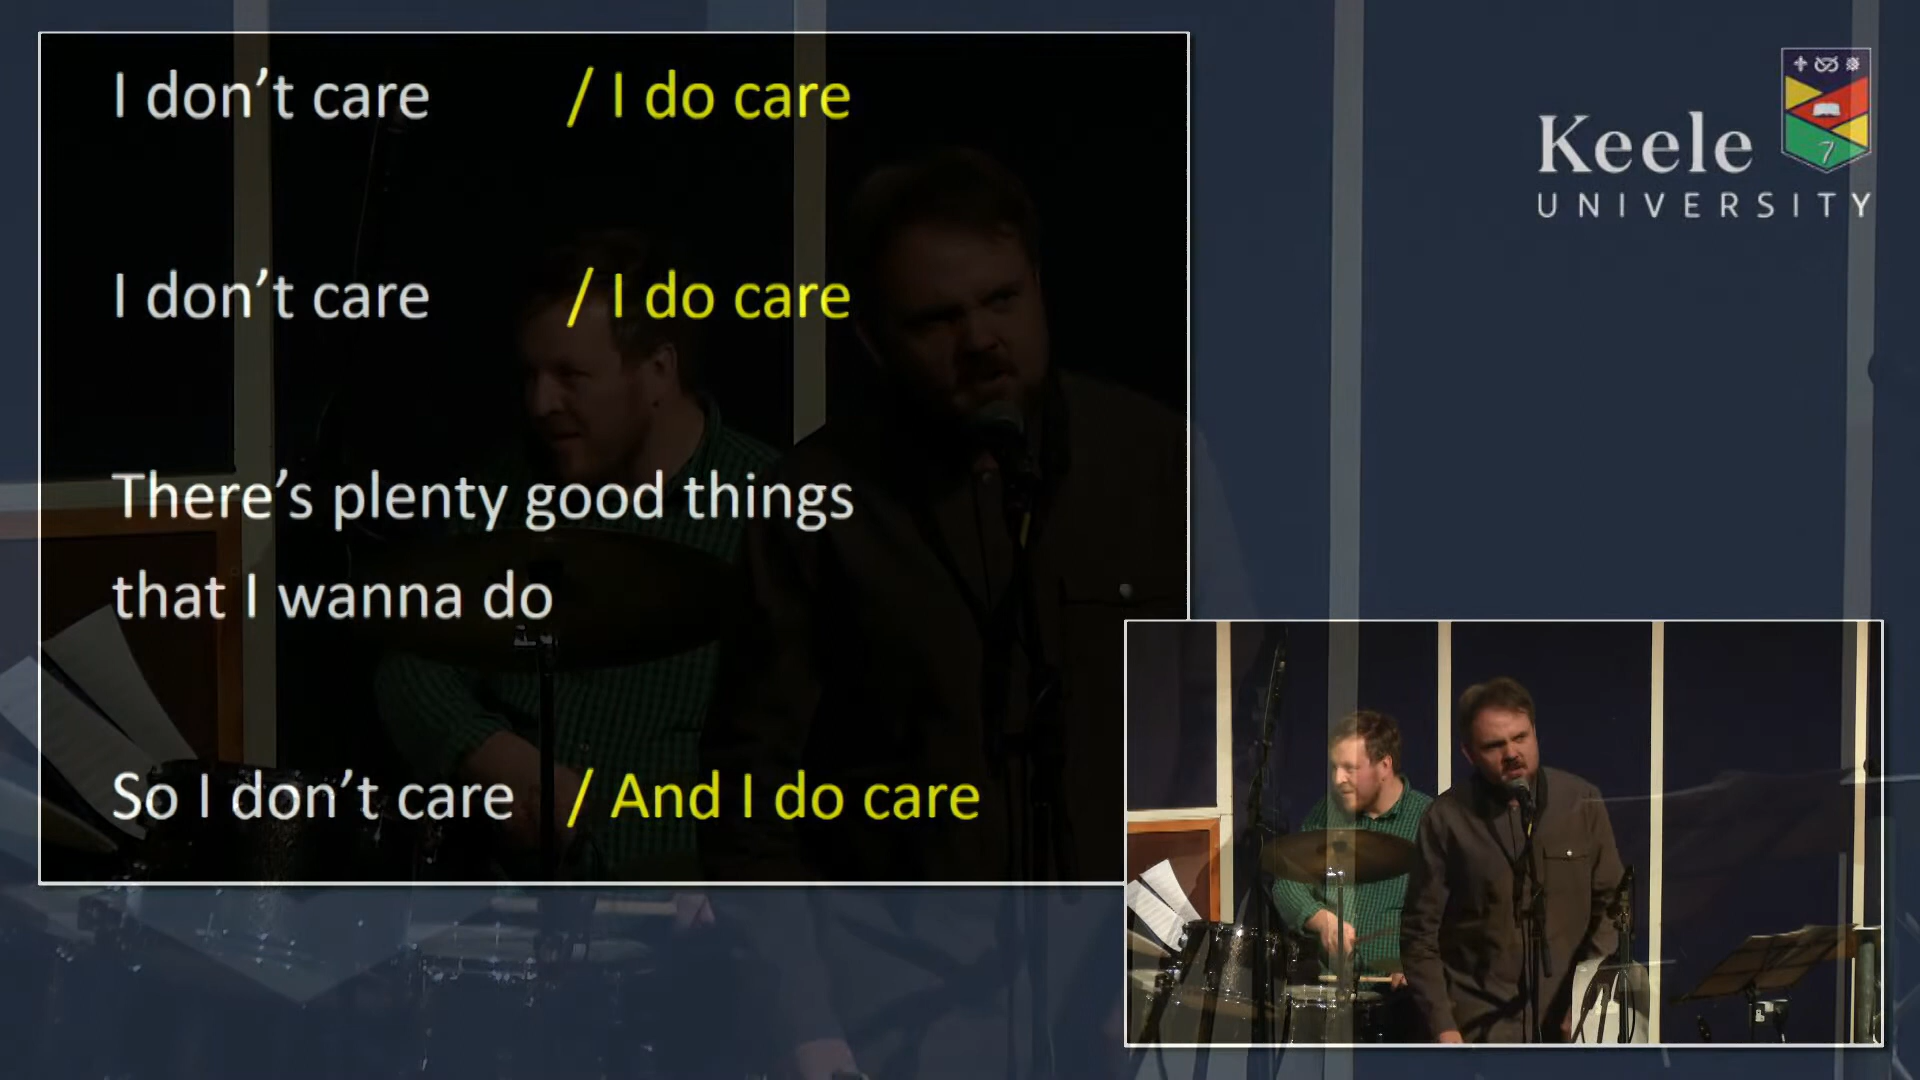 I don't care / I do care
I don't care / I do care
There's plenty good things
that I wanna do
So I don't care / And I do care
Keele
UNIVERSITY